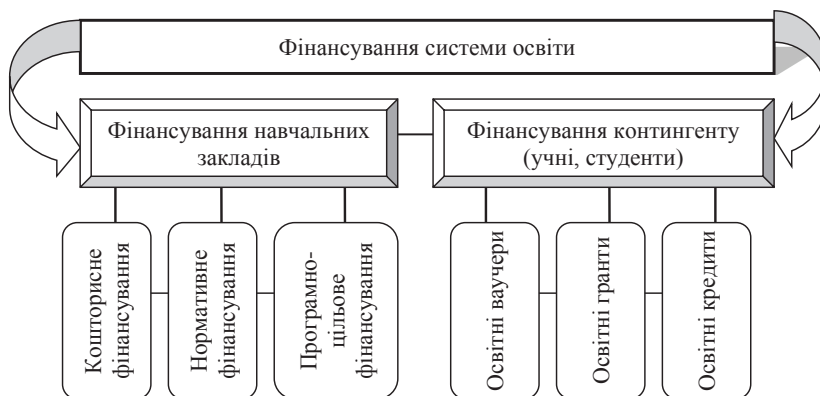 Фінансування системи освіти
Фінансування навчальних
закладів
Фінансування контингенту
(учні, студенти)
Кошторисне
фінансування
Нормативне
фінансування
Програмно-
цільове
фінансування
Освітні ваучери
Освітні гранти
Освітні кредити